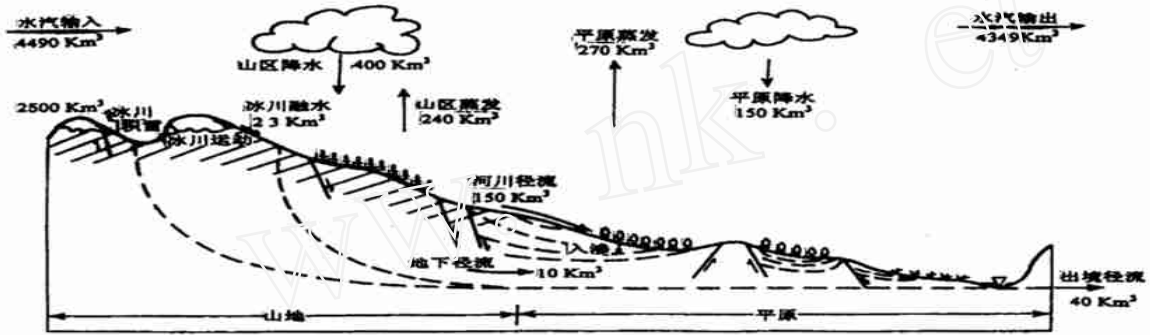 水汽输入
4490 Km³
山区降水 400 Km³
平原蒸发
270 Km³
水汽输出
4349 Km³
平原降水
150 Km³
2500 Km³
冰川
积雪
冰川融水
23 Km³
山区蒸发
240 Km³
冰川运动
河川径流
150 Km³
入渗
地下径流
10 Km³
出境径流
40 Km³
山地
平原